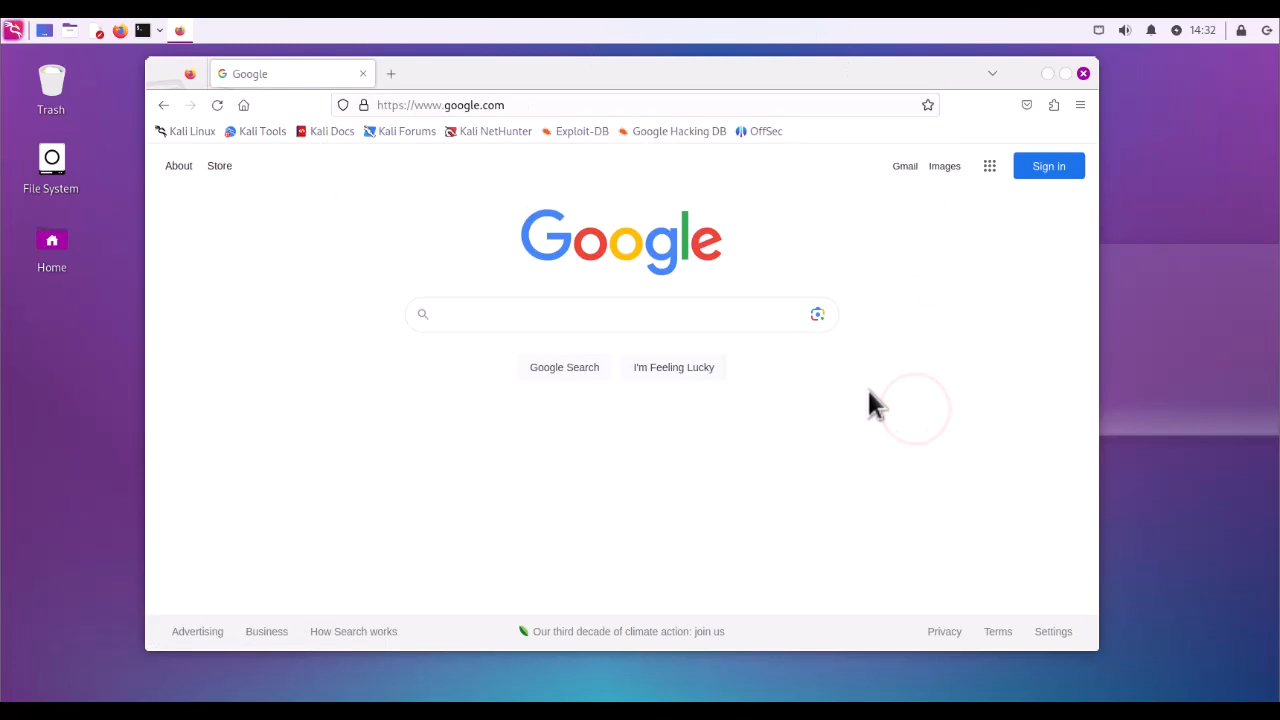 14:32
Google
https://www.google.com
Kali Linux Kali Tools Kali Docs Kali Forums Kali NetHunter Exploit-DB Google Hacking DB OffSec
Trash
File System
Home
About Store Gmail Images Sign in
Google
Google Search I'm Feeling Lucky
Advertising Business How Search works Our third decade of climate action: join us Privacy Terms Settings